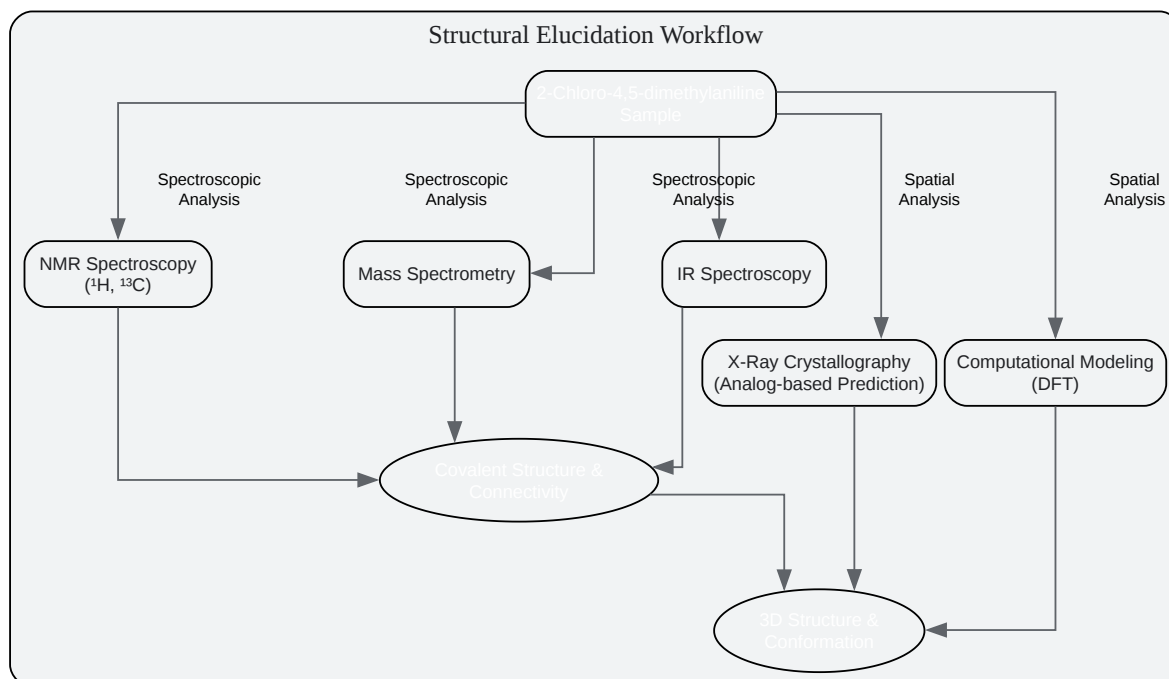 Structural Elucidation Workflow
2-Chloro-4,5-dimethylaniline
Sample
Spectroscopic
Analysis
Spectroscopic
Analysis
Spectroscopic
Analysis
Spatial
Analysis
Spatial
Analysis
NMR Spectroscopy
(¹H, ¹³C)
Mass Spectrometry
IR Spectroscopy
X-Ray Crystallography
(Analog-based Prediction)
Computational Modeling
(DFT)
Covalent Structure &
Connectivity
3D Structure &
Conformation